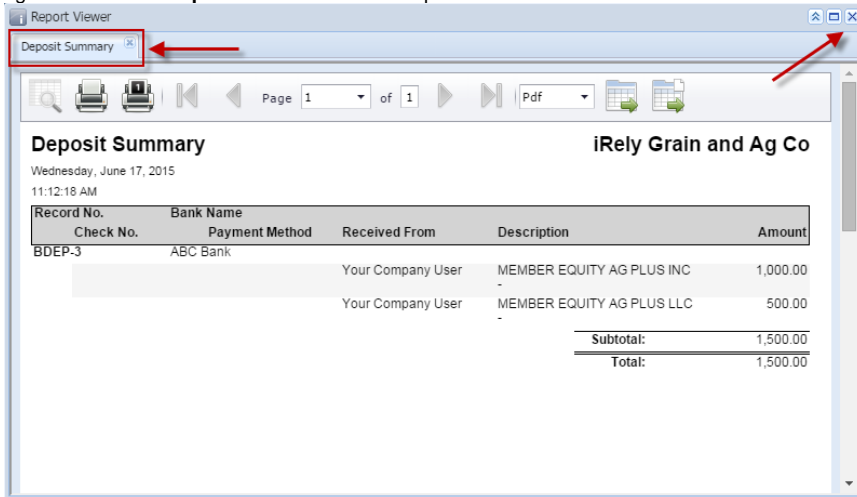 Report Viewer
Deposit Summary
Page 1 of 1 Pdf
Deposit Summary iRely Grain and Ag Co
Wednesday, June 17, 2015
11:12:18 AM
Record No. Bank Name
Check No. Payment Method Received From Description Amount
BDEP-3 ABC Bank
Your Company User MEMBER EQUITY AG PLUS INC 1,000.00
-
Your Company User MEMBER EQUITY AG PLUS LLC 500.00
-
Subtotal: 1,500.00
Total: 1,500.00